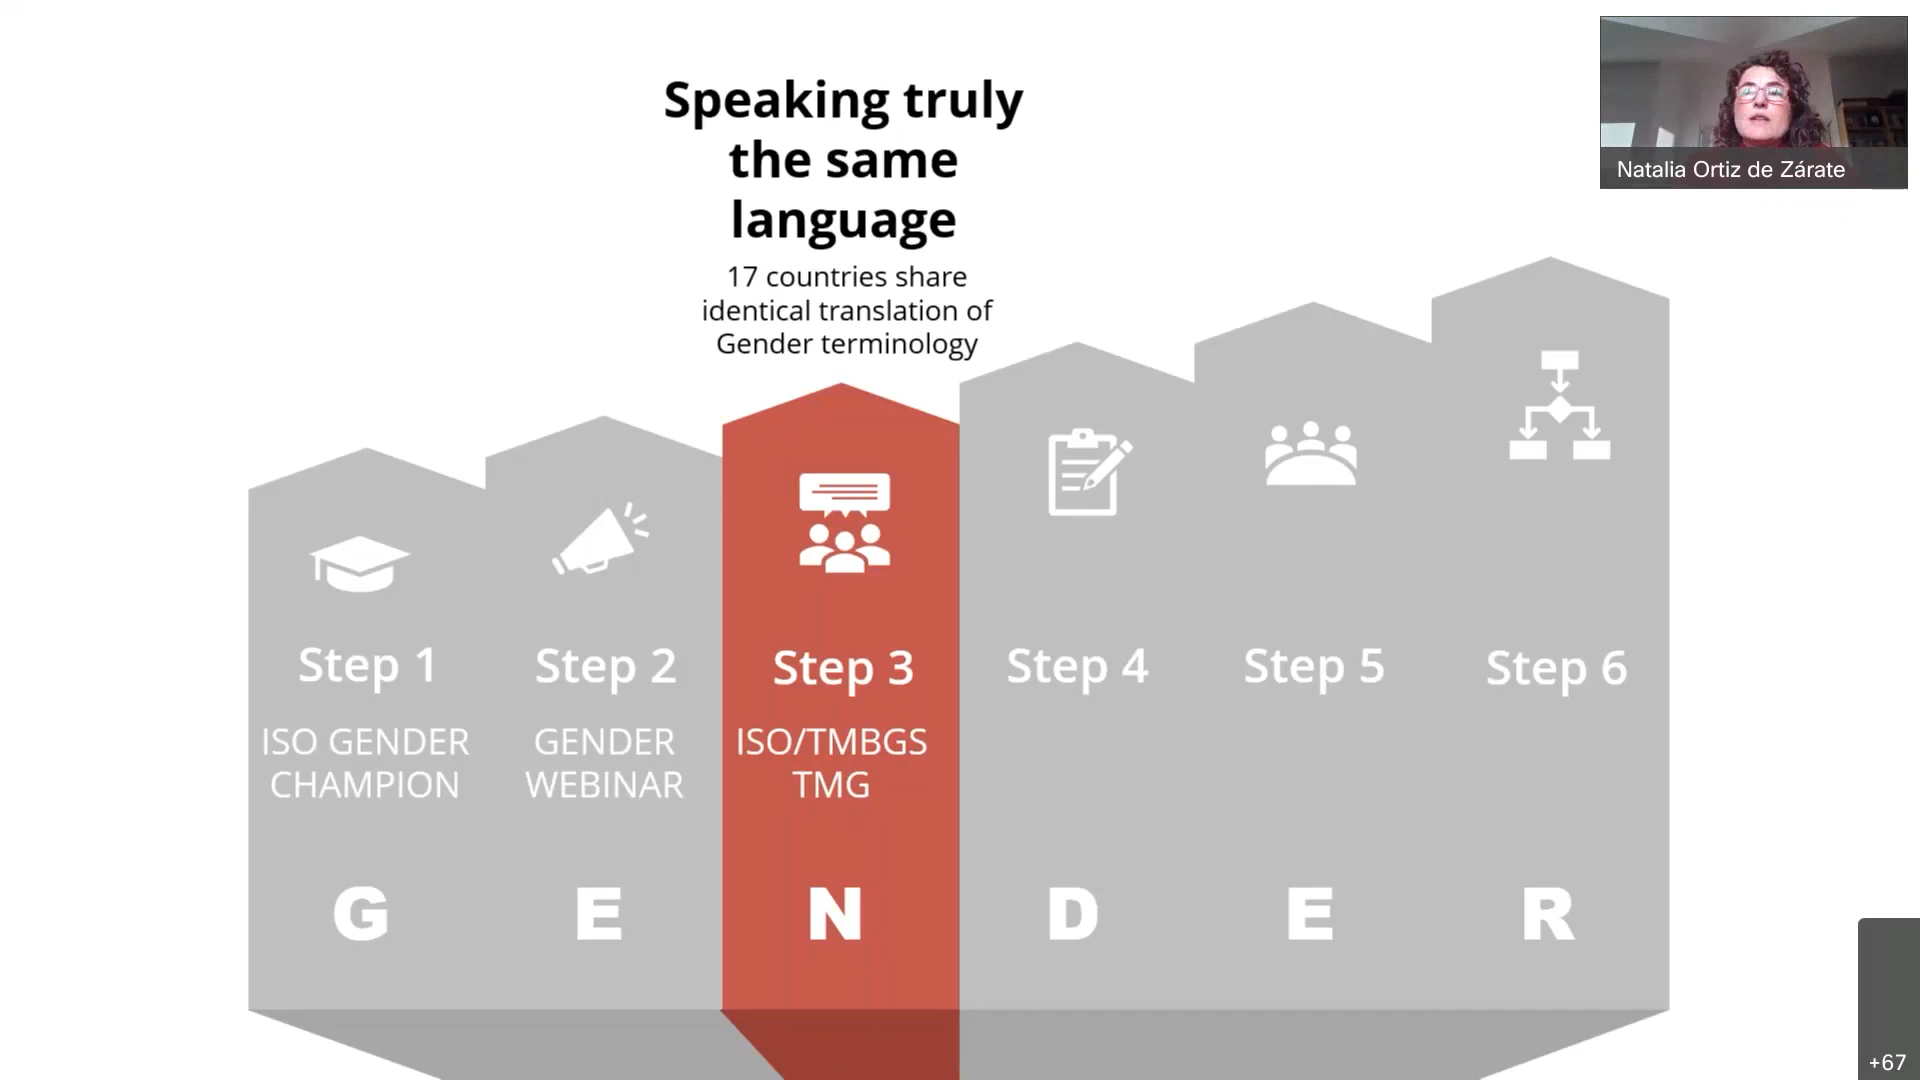 Speaking truly
the same
language
17 countries share
identical translation of
Gender terminology
Natalia Ortiz de Zárate
Step 1
Step 2
Step 3
Step 4
Step 5
Step 6
ISO GENDER
CHAMPION
GENDER
WEBINAR
ISO/TMBGS
TMG
G
E
N
D
E
R
+67